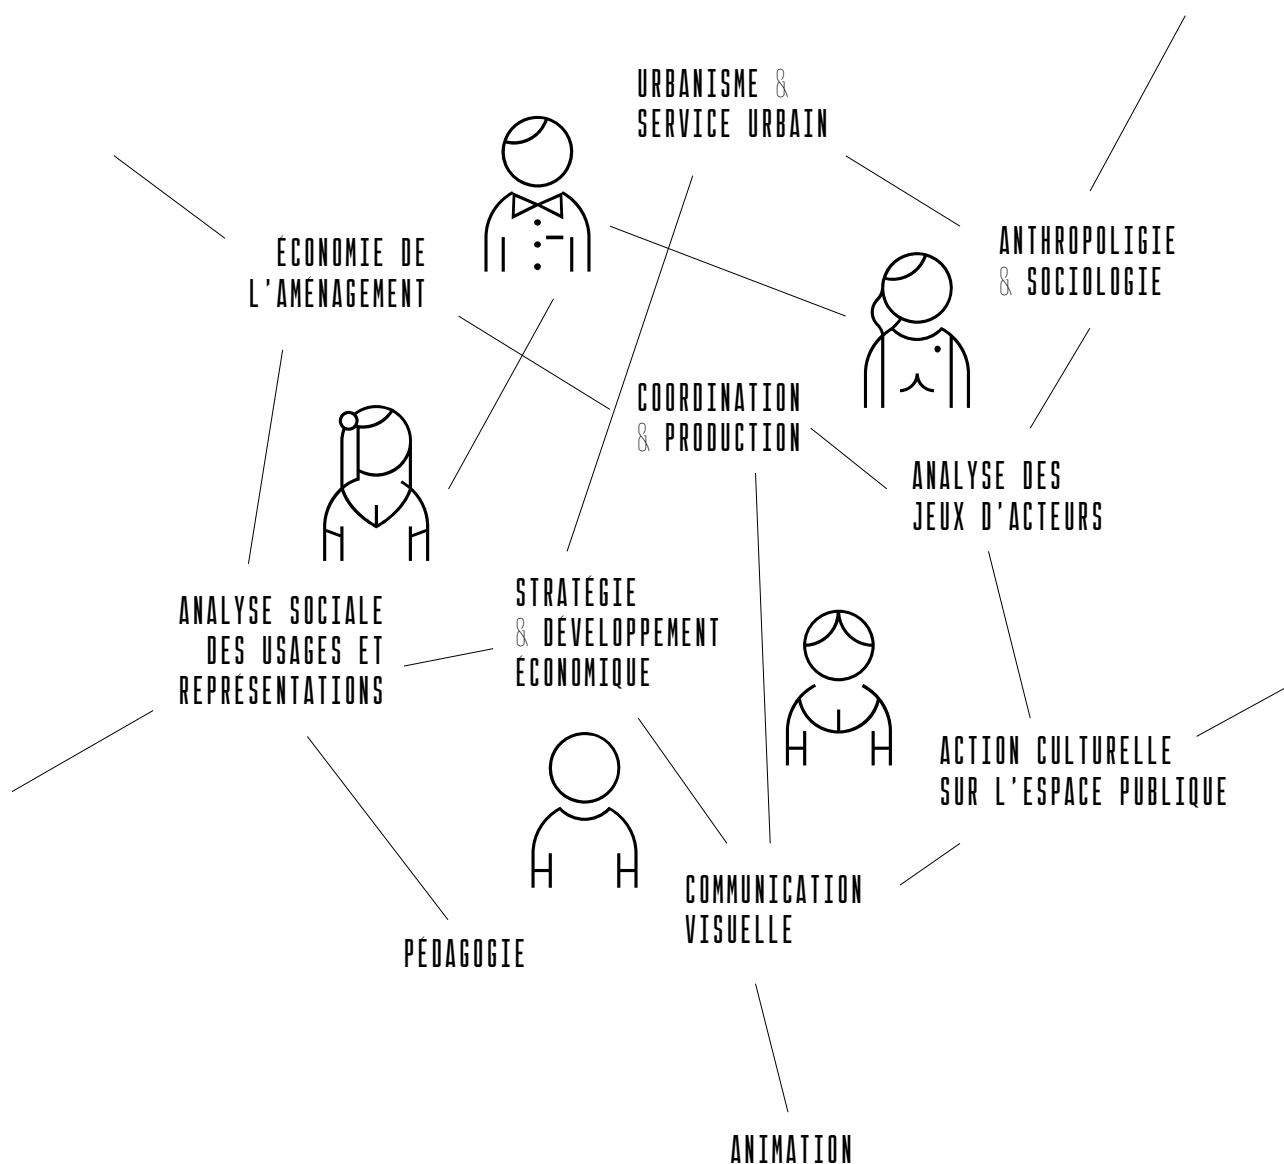 URBANISME &
SERVICE URBAIN
ÉCONOMIE DE
L'AMÉNAGEMENT
ANTHROPOLIGIE
& SOCIOLOGIE
COORDINATION
& PRODUCTION
ANALYSE DES
JEUX D'ACTEURS
ANALYSE SOCIALE
DES USAGES ET
REPRÉSENTATIONS
STRATÉGIE
& DÉVELOPPEMENT
ÉCONOMIQUE
ACTION CULTURELLE
SUR L'ESPACE PUBLIQUE
COMMUNICATION
VISUELLE
PÉDAGOGIE
ANIMATION